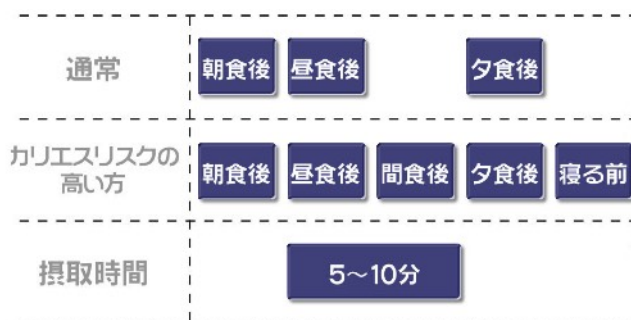 通常 朝食後 昼食後 夕食後
カリエスリスクの
高い方
朝食後 昼食後 間食後 夕食後 寝る前
摂取時間 5～10分